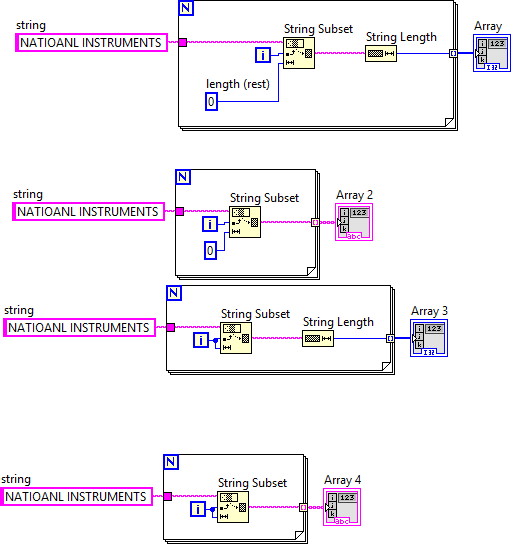 string
NATIOANL INSTRUMENTS
N
String Subset
String Length
Array
i
length (rest)
0
i
j
k
123
I32
string
NATIOANL INSTRUMENTS
N
String Subset
Array 2
i
0
i
j
k
123
abc
string
NATIOANL INSTRUMENTS
N
String Subset
String Length
Array 3
i
i
j
k
123
I32
string
NATIOANL INSTRUMENTS
N
String Subset
Array 4
i
i
j
k
123
abc